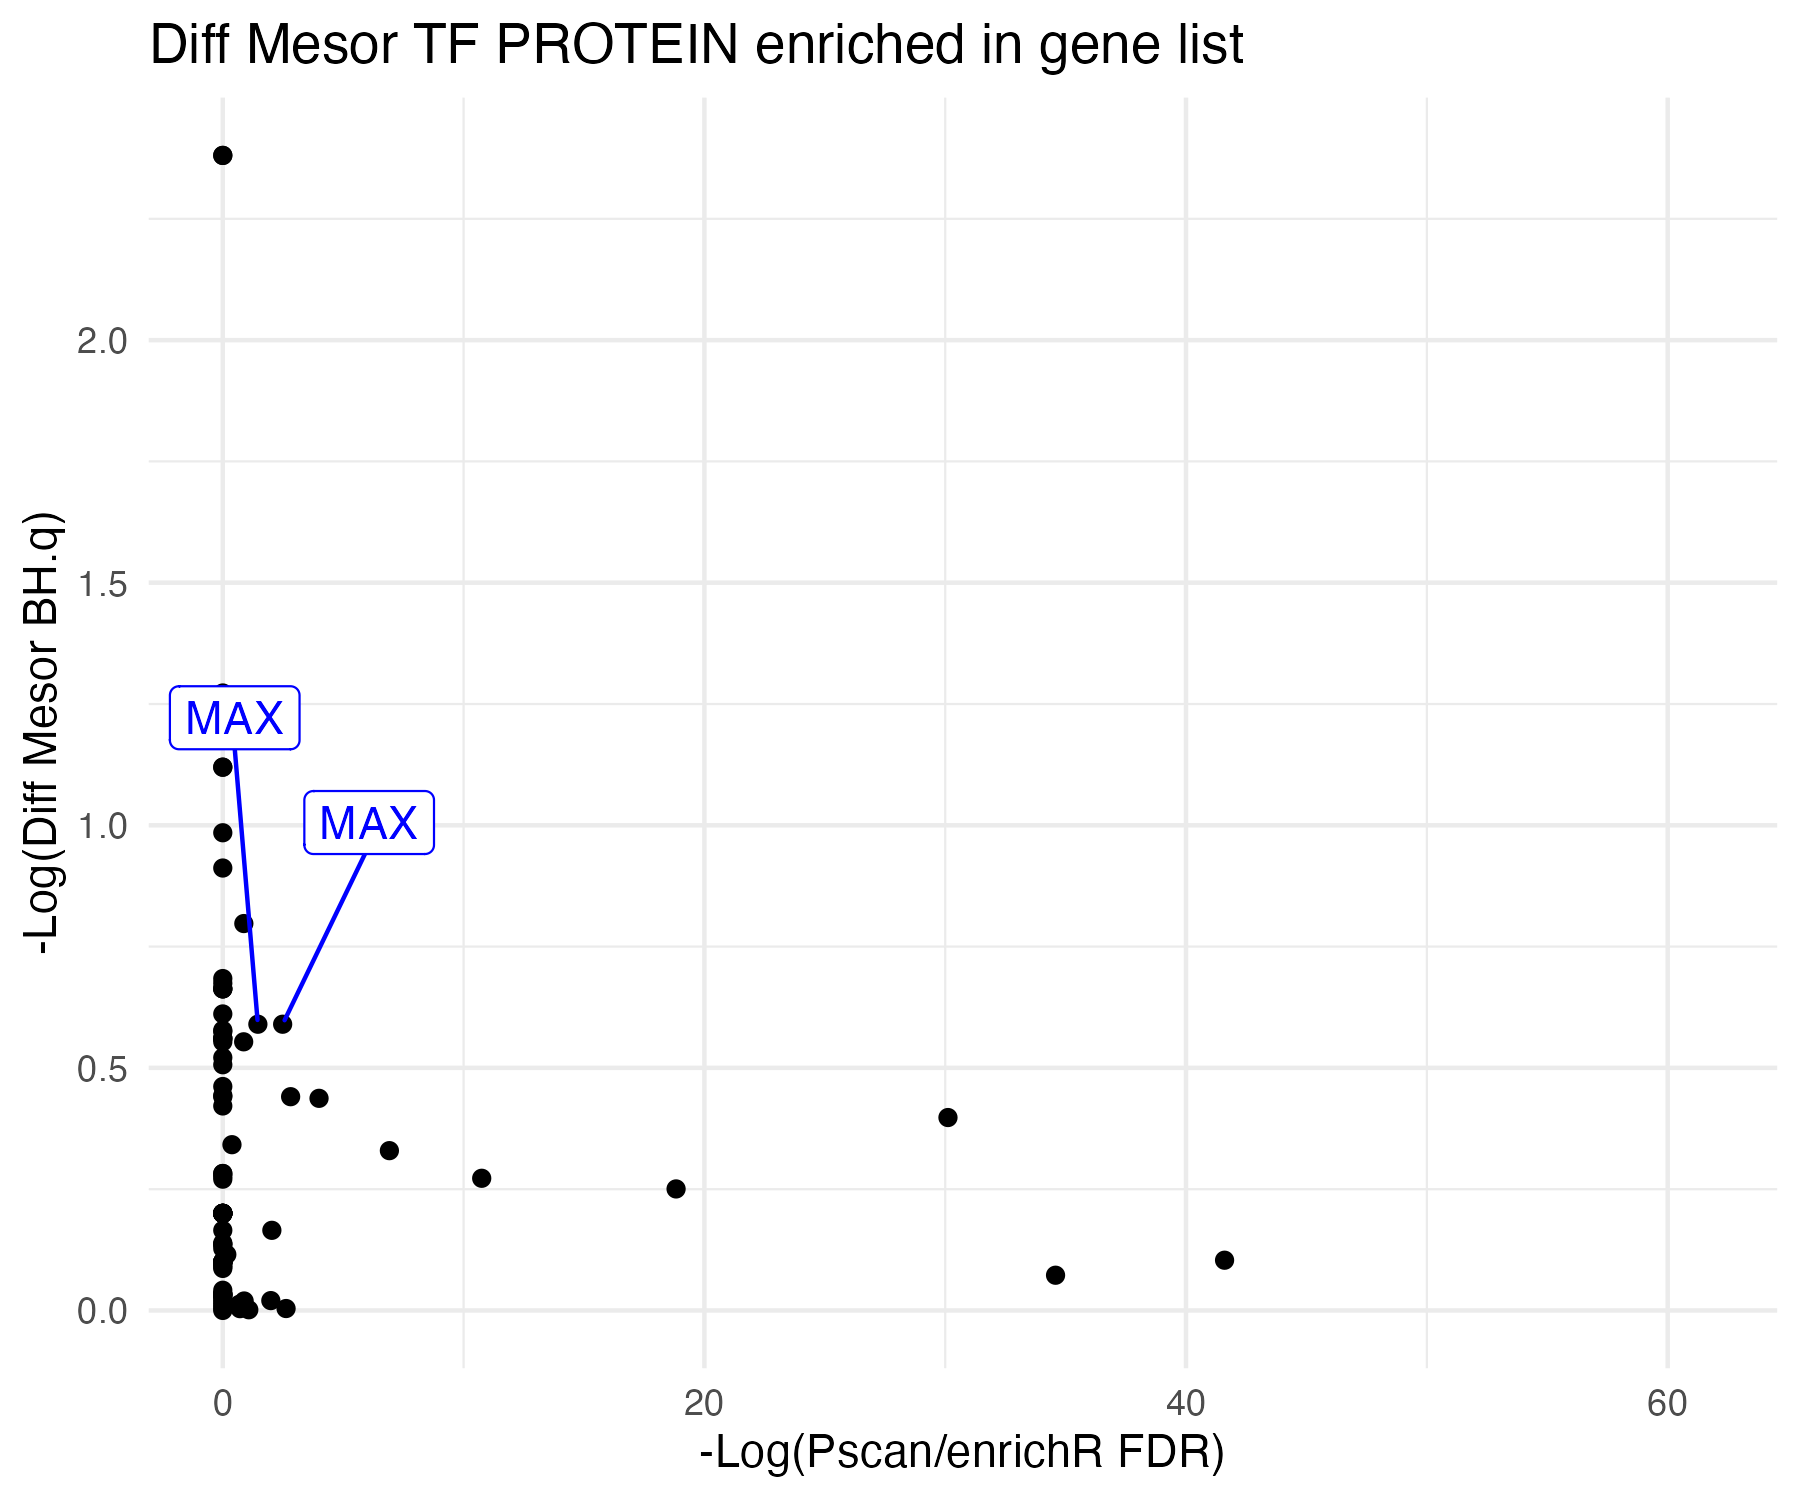 Diff Mesor TF PROTEIN enriched in gene list
-Log(Diff Mesor BH.q)
2.0
1.5
1.0
0.5
0.0
MAX
MAX
0
20
40
60
-Log(Pscan/enrichR FDR)